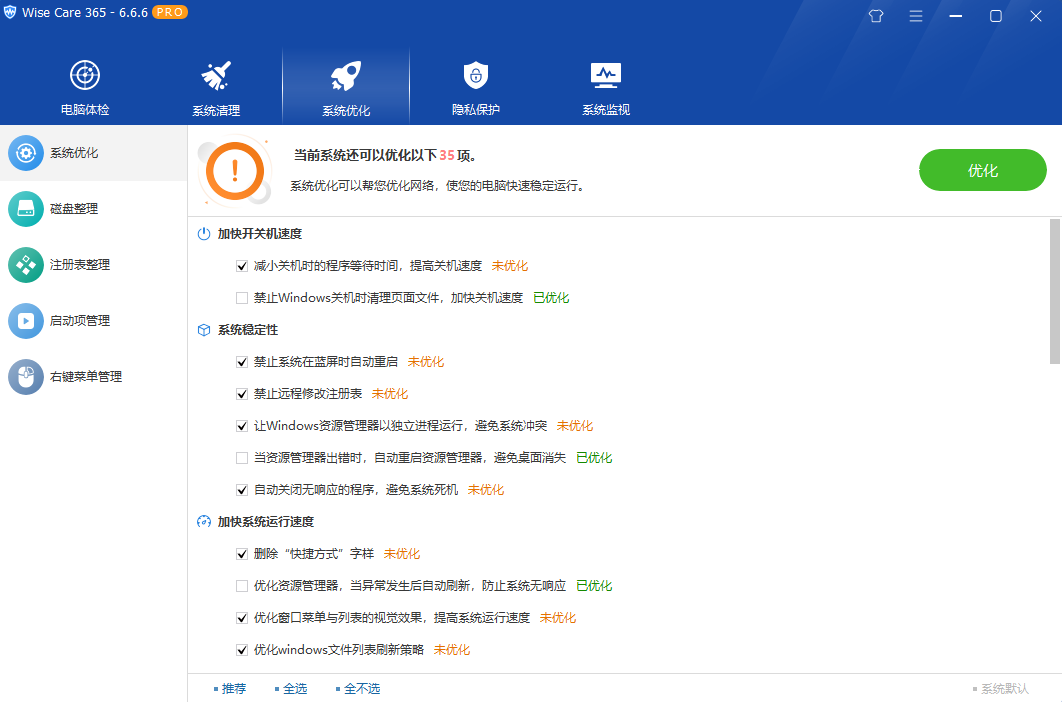 Wise Care 365 - 6.6.6 PRO
电脑体检
系统清理
系统优化
隐私保护
系统监视
系统优化
磁盘整理
注册表整理
启动项管理
右键菜单管理
当前系统还可以优化以下 35 项。
系统优化可以帮您优化网络，使您的电脑快速稳定运行。
优化
加快开关机速度
减小关机时的程序等待时间，提高关机速度 未优化
禁止Windows关机时清理页面文件，加快关机速度 已优化
系统稳定性
禁止系统在蓝屏时自动重启 未优化
禁止远程修改注册表 未优化
让Windows资源管理器以独立进程运行，避免系统冲突 未优化
当资源管理器出错时，自动重启资源管理器，避免桌面消失 已优化
自动关闭无响应的程序，避免系统死机 未优化
加快系统运行速度
删除“快捷方式”字样 未优化
优化资源管理器，当异常发生后自动刷新，防止系统无响应 已优化
优化窗口菜单与列表的视觉效果，提高系统运行速度 未优化
优化windows文件列表刷新策略 未优化
推荐
全选
全不选
系统默认